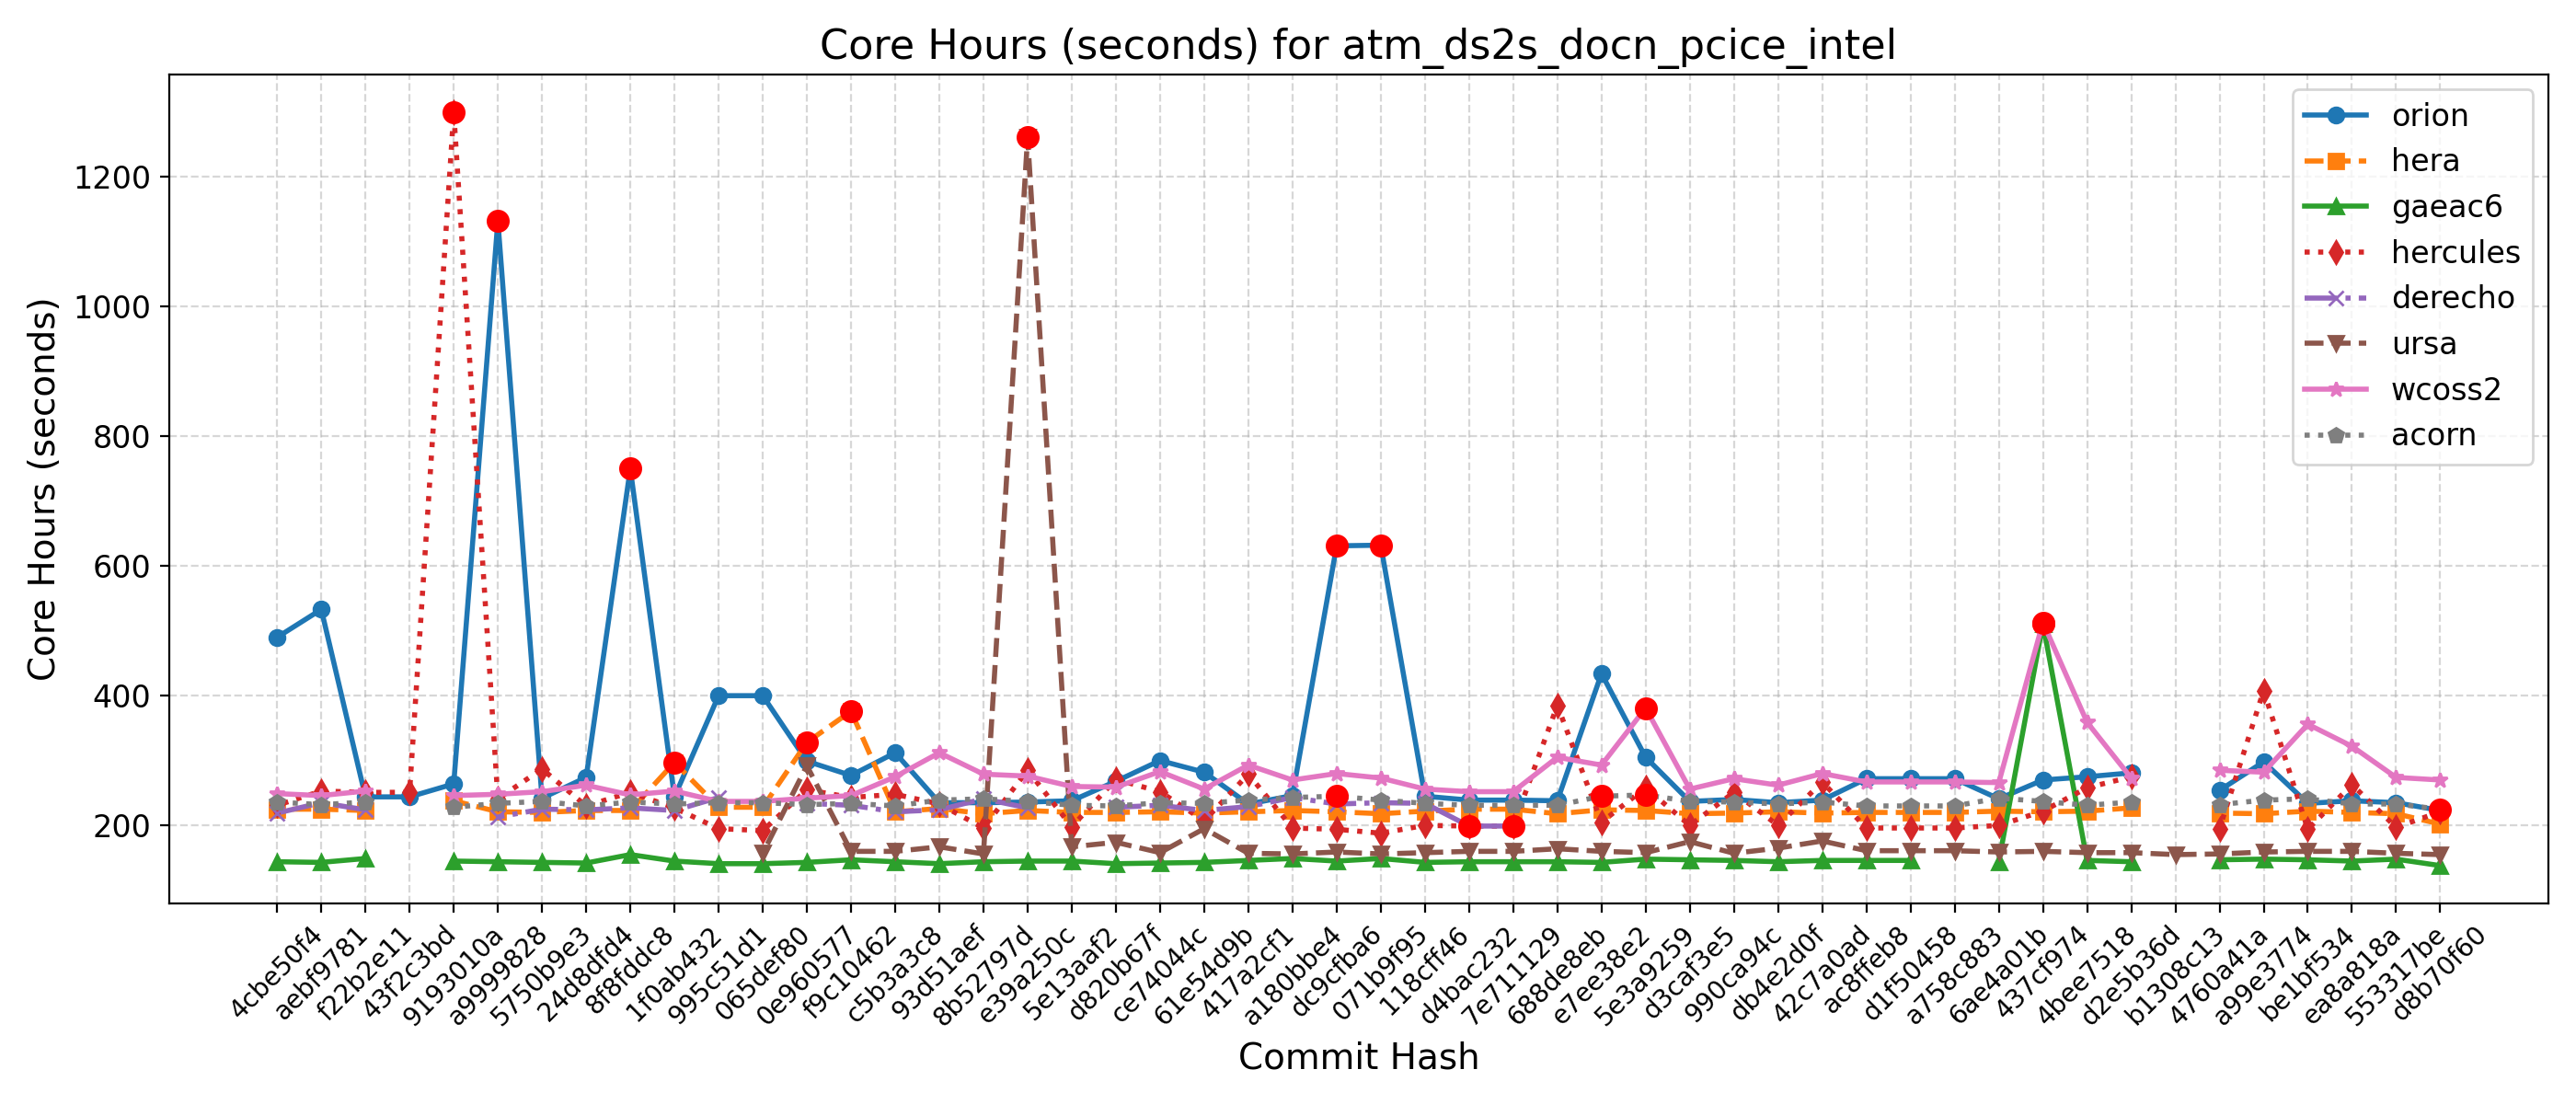 Core Hours (seconds) for atm_ds2s_docn_pcice_intel
Core Hours (seconds)
1200
1000
800
600
400
200
orion
hera
gaeac6
hercules
derecho
ursa
wcoss2
acorn
4cbe50f4
aebf9781
f22b2e11
43f2c3bd
9193010a
a9999828
5750b9e3
24d8dfd4
8f8fddc8
1f0ab432
995c51d1
065def80
0e960577
f9c10462
c5b3a3c8
93d51aef
8b52797d
e39a250c
5e13aaf2
d820b67f
ce74044c
61e54d9b
417a2cf1
a180bbe4
dc9cfba6
071b9f95
118cff46
d4bac232
7e711129
688de8eb
e7ee38e2
5e3a9259
d3caf3e5
990ca94c
db4e2d0f
42c7a0ad
ac8ffeb8
d1f50458
a758c883
6ae4a01b
437cf974
4bee7518
d2e5b36d
b1308c13
4760a41a
a99e3774
be1bf534
ea8a818a
553317be
d8b70f60
Commit Hash